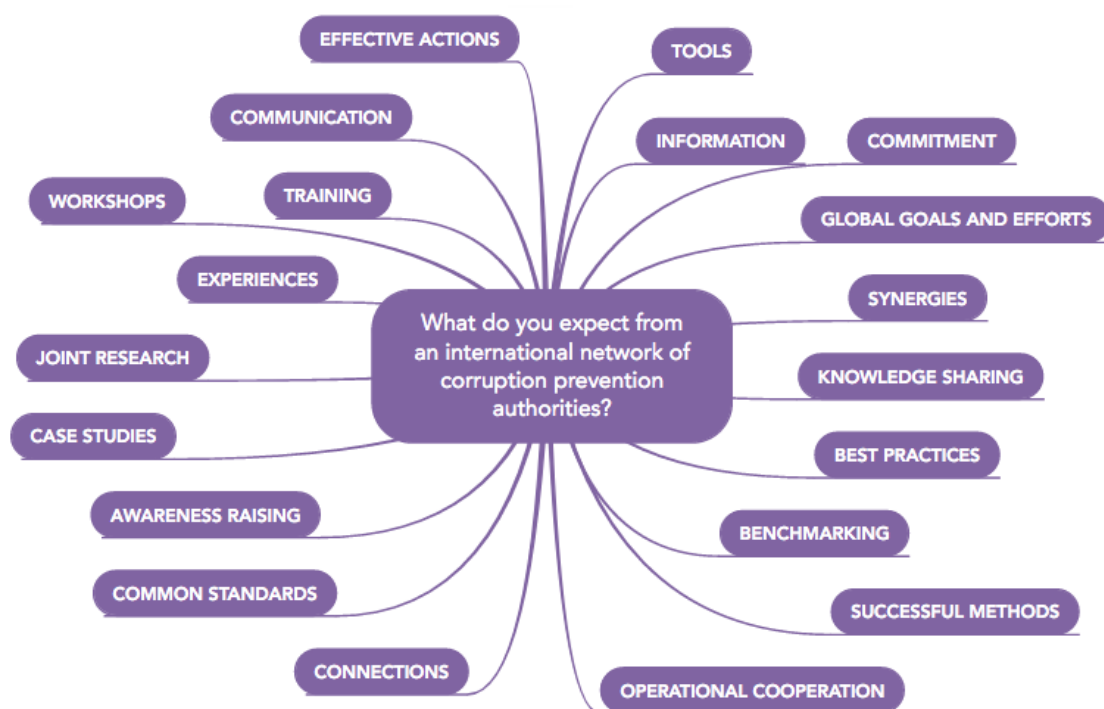 EFFECTIVE ACTIONS
TOOLS
COMMUNICATION
INFORMATION
COMMITMENT
TRAINING
WORKSHOPS
GLOBAL GOALS AND EFFORTS
EXPERIENCES
SYNERGIES
What do you expect from
an international network of
corruption prevention
authorities?
JOINT RESEARCH
KNOWLEDGE SHARING
CASE STUDIES
BEST PRACTICES
AWARENESS RAISING
BENCHMARKING
COMMON STANDARDS
SUCCESSFUL METHODS
CONNECTIONS
OPERATIONAL COOPERATION